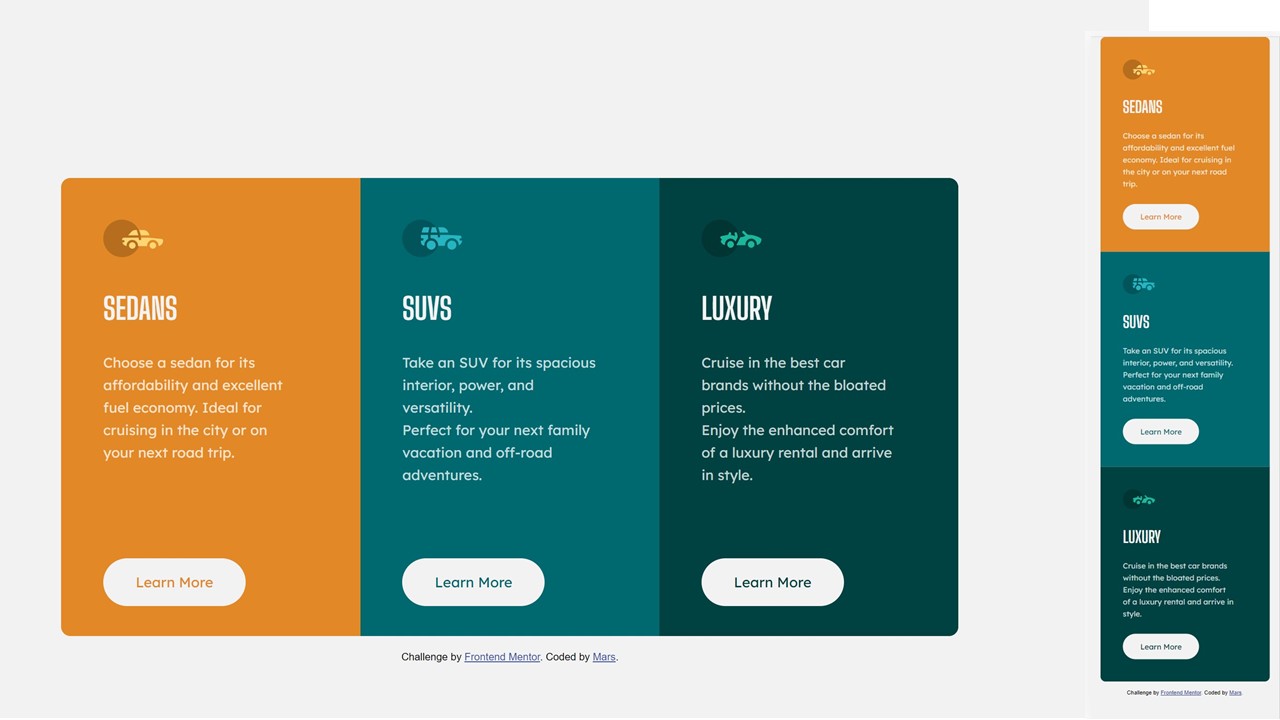 SEDANS
Choose a sedan for its
affordability and excellent
fuel economy. Ideal for
cruising in the city or on
your next road trip.
Learn More
SUVS
Take an SUV for its spacious
interior, power, and
versatility.
Perfect for your next family
vacation and off-road
adventures.
Learn More
LUXURY
Cruise in the best car
brands without the bloated
prices.
Enjoy the enhanced comfort
of a luxury rental and arrive
in style.
Learn More
Challenge by Frontend Mentor. Coded by Mars.
SEDANS
Choose a sedan for its
affordability and excellent fuel
economy. Ideal for cruising in
the city or on your next road
trip.
Learn More
SUVS
Take an SUV for its spacious
interior, power, and versatility.
Perfect for your next family
vacation and off-road
adventures.
Learn More
LUXURY
Cruise in the best car brands
without the bloated prices.
Enjoy the enhanced comfort
of a luxury rental and arrive in
style.
Learn More
Challenge by Frontend Mentor. Coded by Mars.